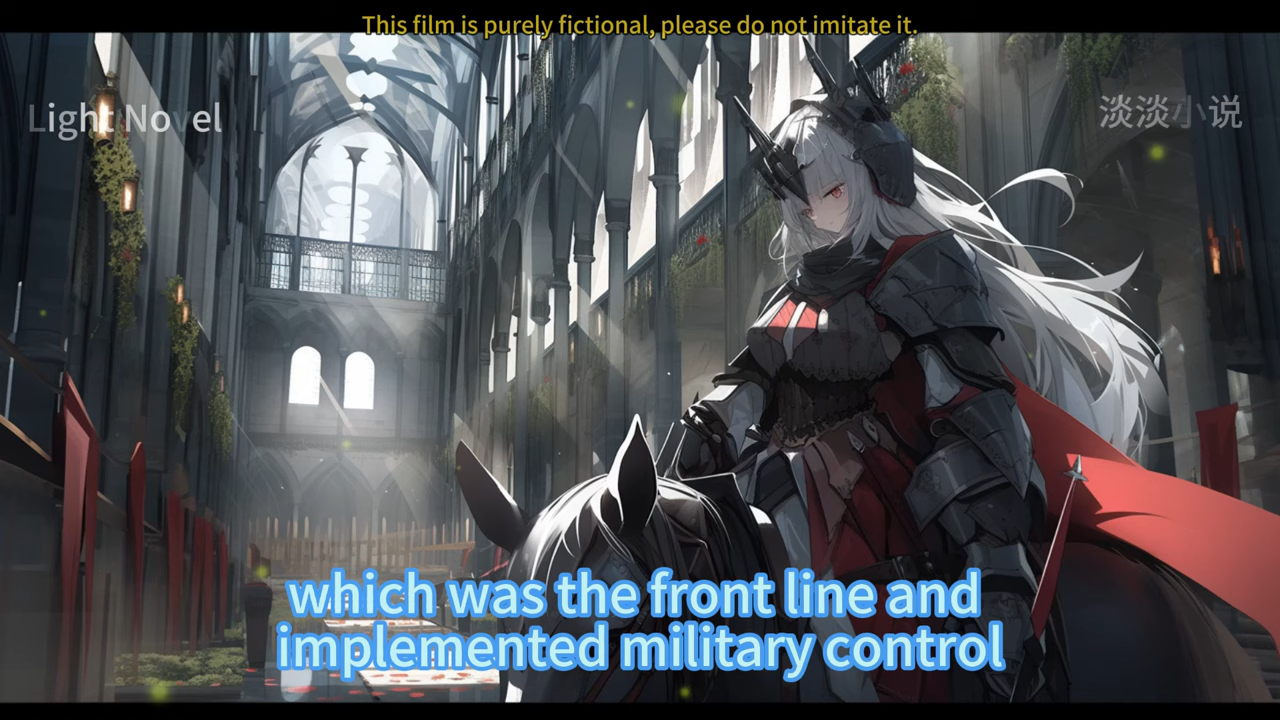 This film is purely fictional, please do not imitate it.
Light Novel
淡淡小说
which was the front line and
implemented military control